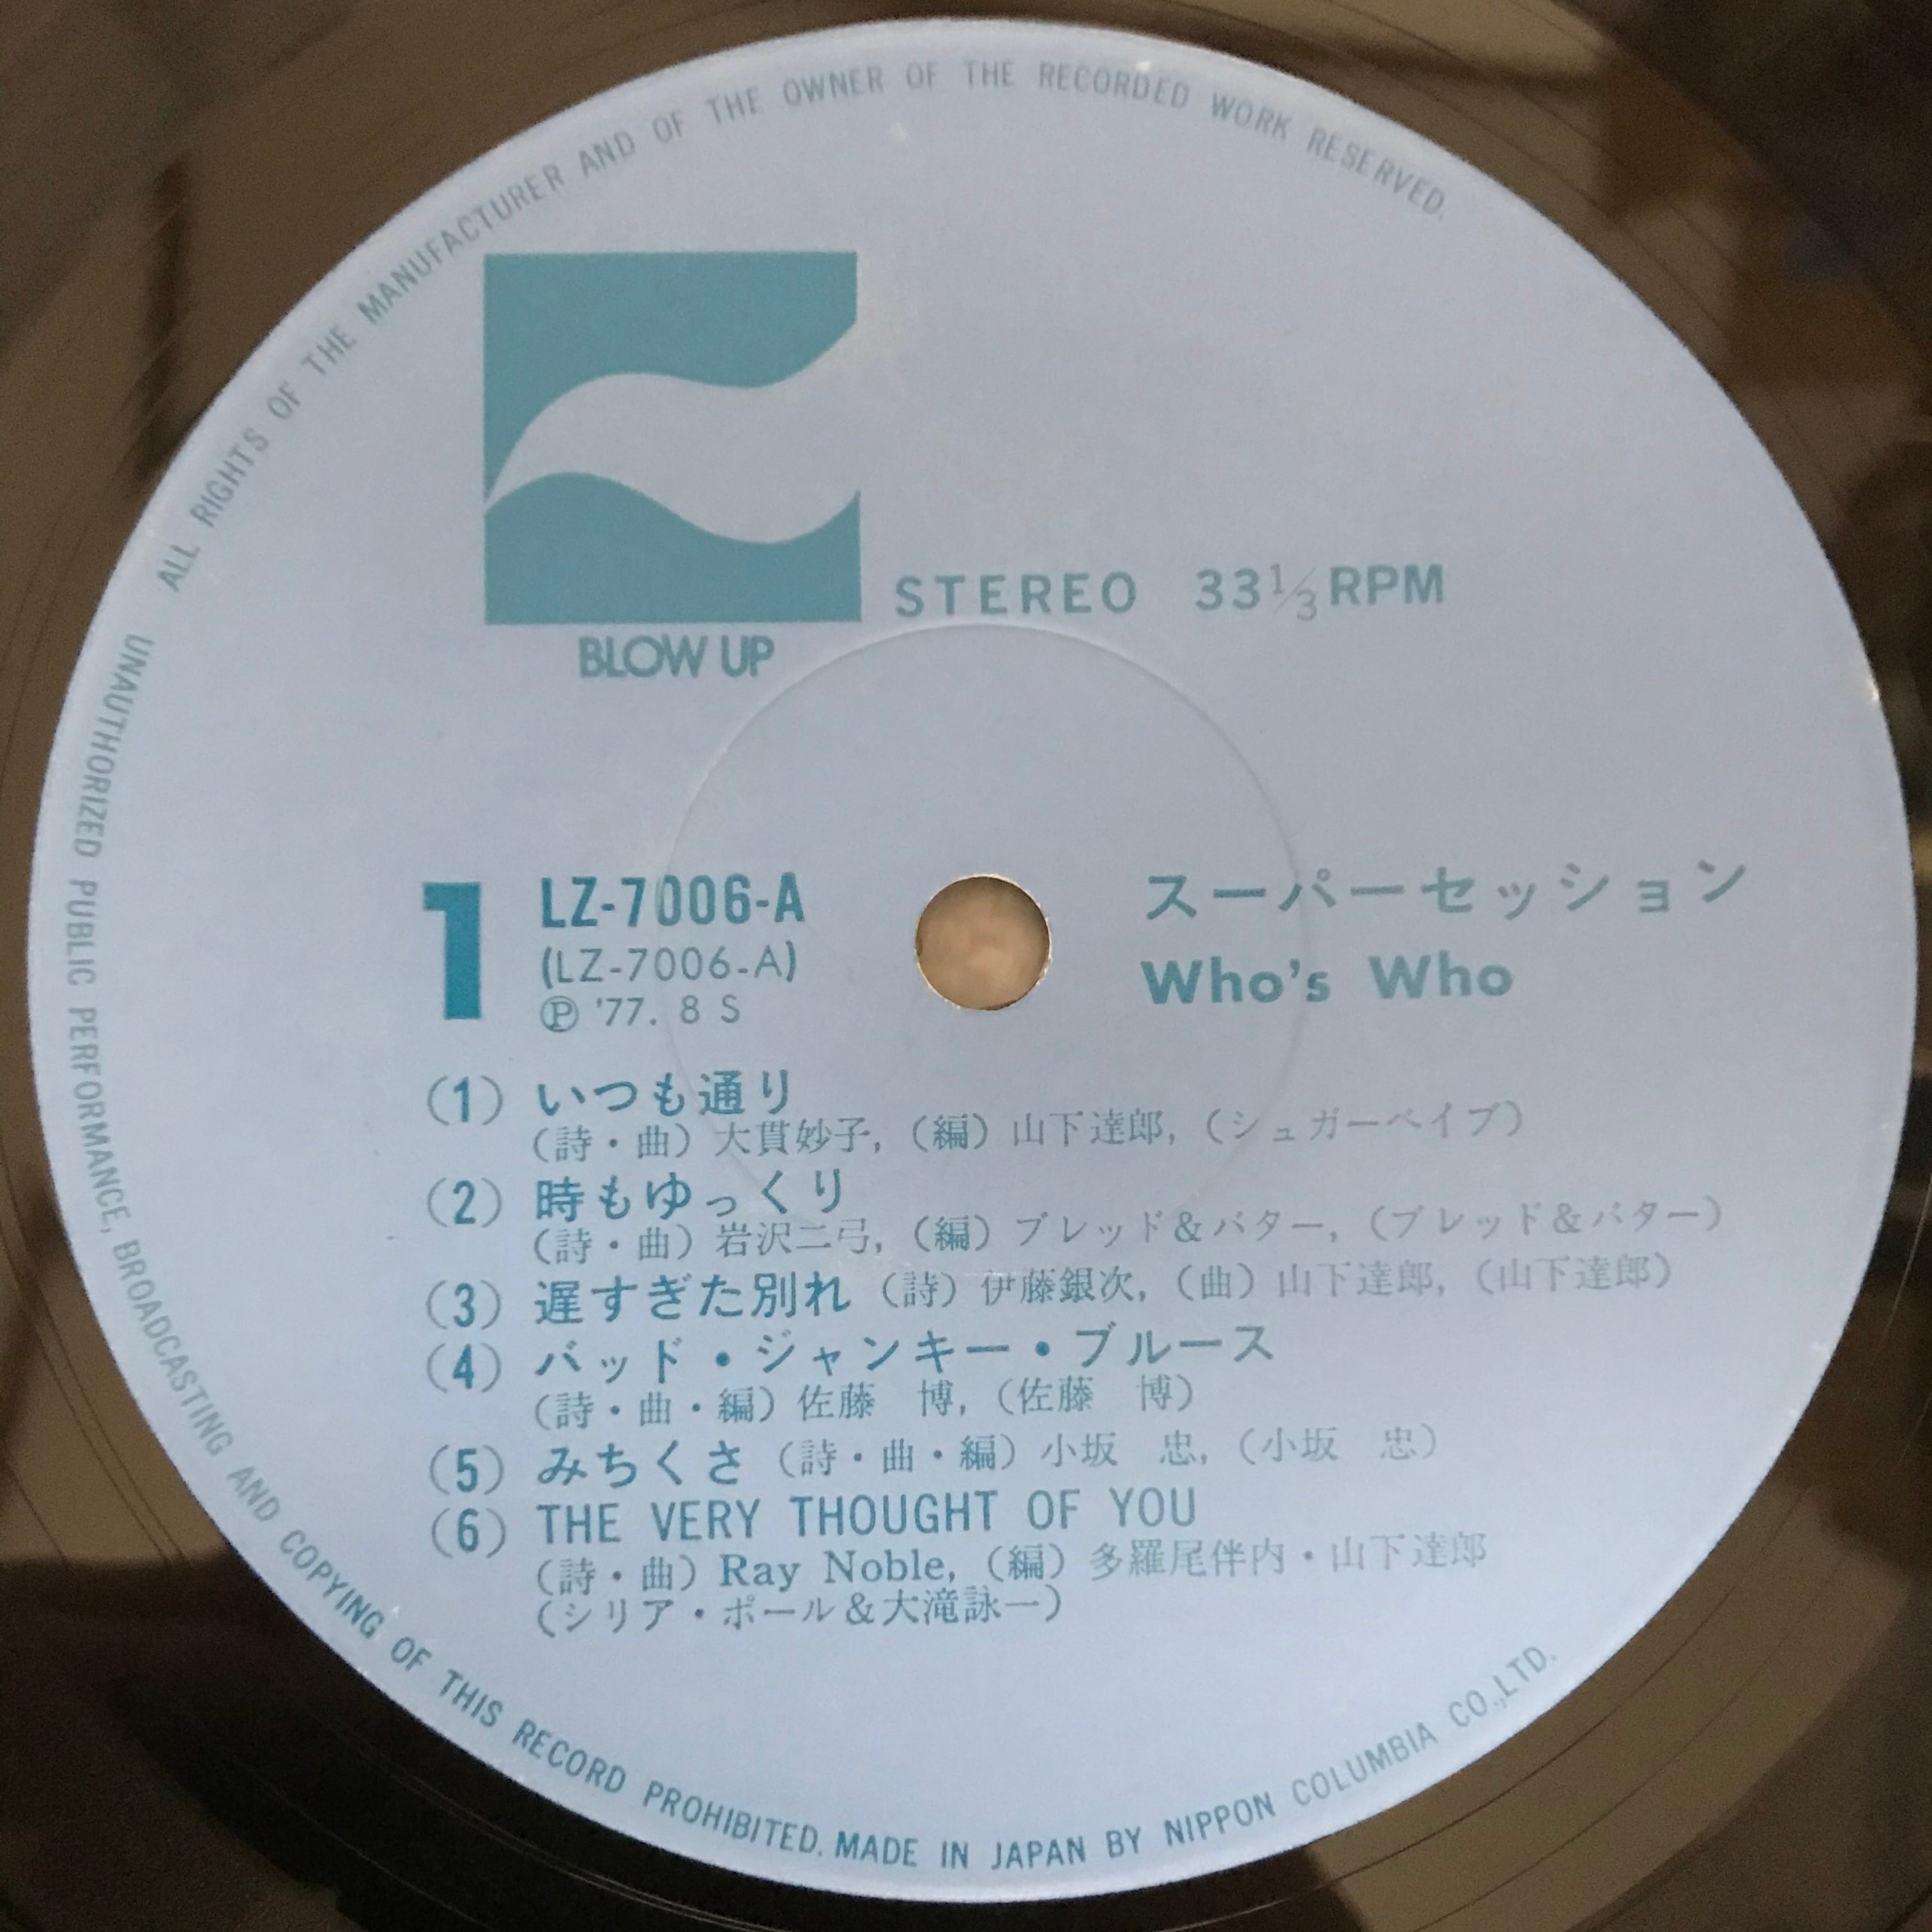 ALL RIGHTS OF THE MANUFACTURER AND OF THE OWNER OF THE RECORDED WORK RESERVED.
BLOW UP
STEREO 33⅓RPM
1
LZ-7006-A
(LZ-7006-A)
Ⓟ '77. 8 S
スーパーセッション
Who's Who
(1) いつも通り
(詩・曲) 大貫妙子, (編) 山下達郎, (シュガーベイブ)
(2) 時もゆっくり
(詩・曲) 岩沢二弓, (編) ブレッド&バター, (ブレッド&バター)
(3) 遅すぎた別れ (詩) 伊藤銀次, (曲) 山下達郎, (山下達郎)
(4) バッド・ジャンキー・ブルース
(詩・曲・編) 佐藤 博, (佐藤 博)
(5) みちくさ (詩・曲・編) 小坂 忠, (小坂 忠)
(6) THE VERY THOUGHT OF YOU
(詩・曲) Ray Noble, (編) 多羅尾伴内・山下達郎
(シリア・ポール&大滝詠一)
UNAUTHORIZED PUBLIC PERFORMANCE, BROADCASTING AND COPYING OF THIS RECORD PROHIBITED. MADE IN JAPAN BY NIPPON COLUMBIA CO.,LTD.